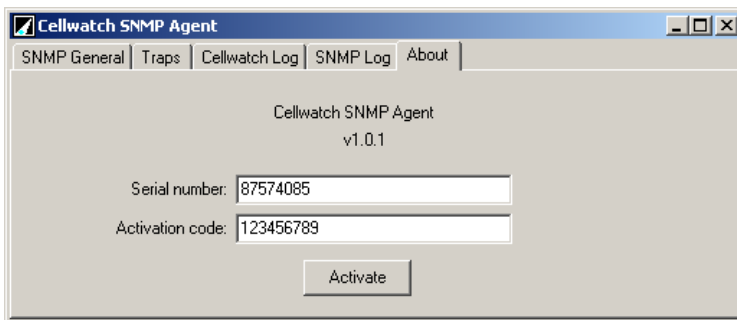 Cellwatch SNMP Agent
SNMP General Traps Cellwatch Log SNMP Log About
Cellwatch SNMP Agent
v1.0.1
Serial number: 87574085
Activation code: 123456789
Activate